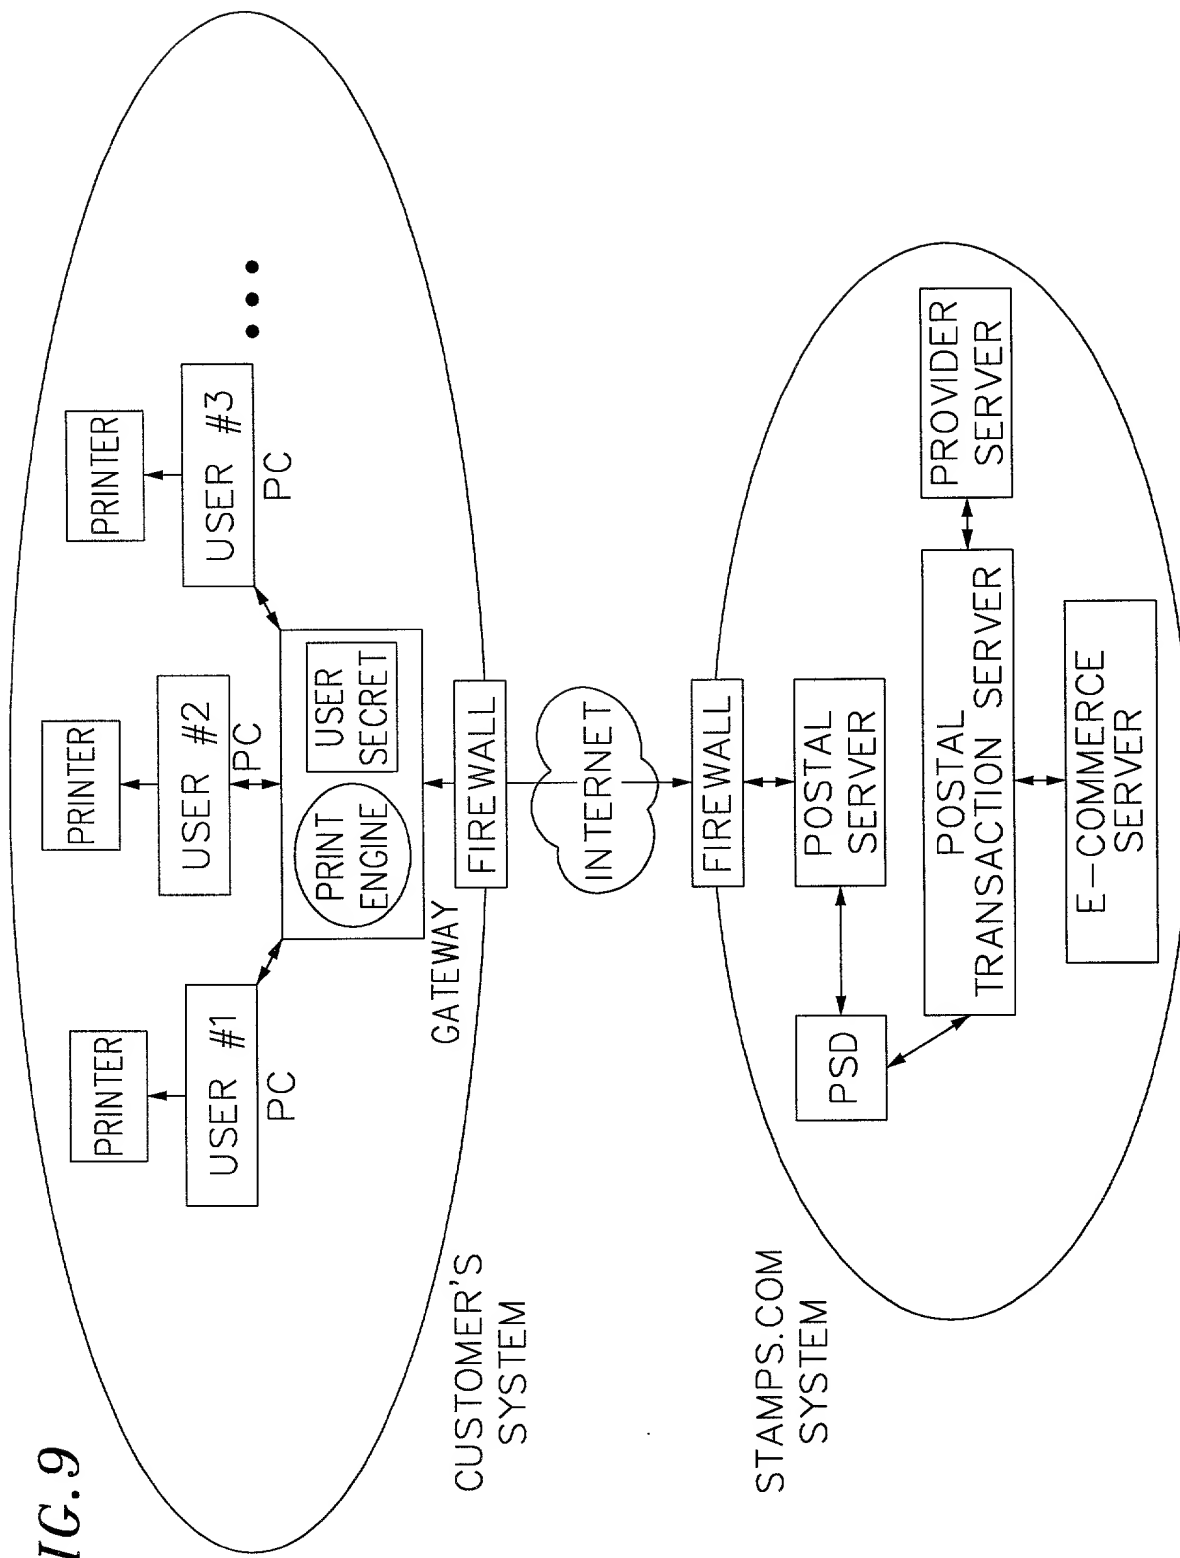 IG.9
PRINTER
PRINTER
PRINTER
USER #1
PC
USER #2
PC
USER #3
PC
PRINT
ENGINE
USER
SECRET
GATEWAY
CUSTOMER'S
SYSTEM
FIREWALL
INTERNET
FIREWALL
STAMPS.COM
SYSTEM
POSTAL
SERVER
PSD
POSTAL
TRANSACTION SERVER
PROVIDER
SERVER
E-COMMERCE
SERVER